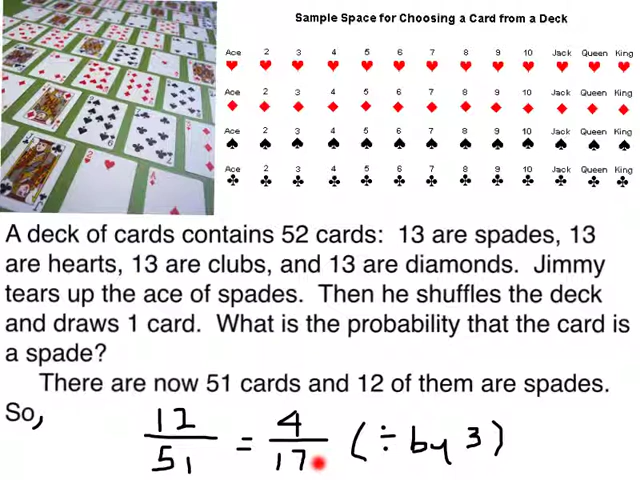 Sample Space for Choosing a Card from a Deck
Ace 2 3 4 5 6 7 8 9 10 Jack Queen King
Ace 2 3 4 5 6 7 8 9 10 Jack Queen King
Ace 2 3 4 5 6 7 8 9 10 Jack Queen King
Ace 2 3 4 5 6 7 8 9 10 Jack Queen King
A deck of cards contains 52 cards: 13 are spades, 13
are hearts, 13 are clubs, and 13 are diamonds. Jimmy
tears up the ace of spades. Then he shuffles the deck
and draws 1 card. What is the probability that the card is
a spade?
There are now 51 cards and 12 of them are spades.
So,
12/51 = 4/17 (÷ by 3)